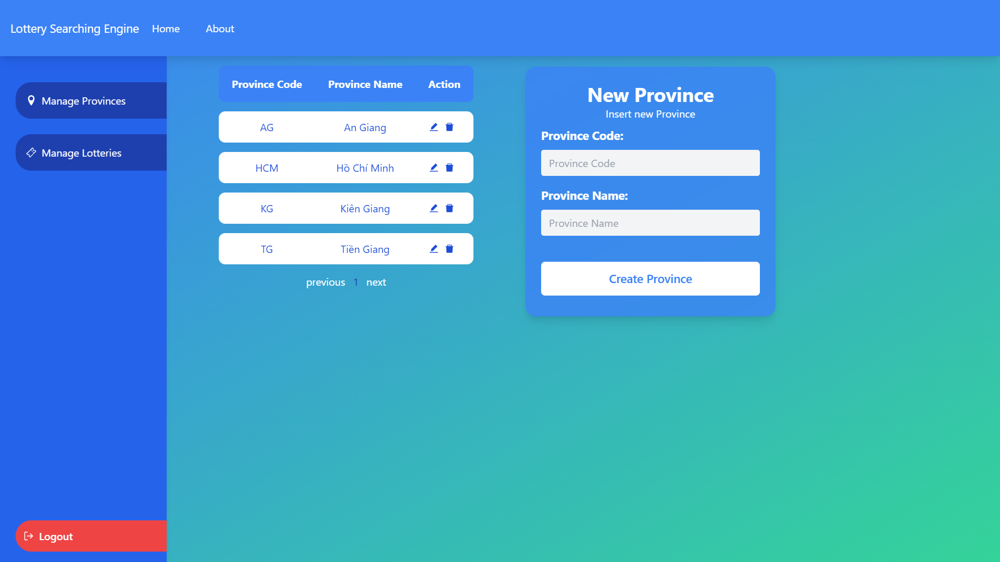 Lottery Searching Engine Home About
Manage Provinces
Manage Lotteries
Logout
Province Code Province Name Action
AG An Giang
HCM Hồ Chí Minh
KG Kiên Giang
TG Tiền Giang
previous 1 next
New Province
Insert new Province
Province Code:
Province Code
Province Name:
Province Name
Create Province